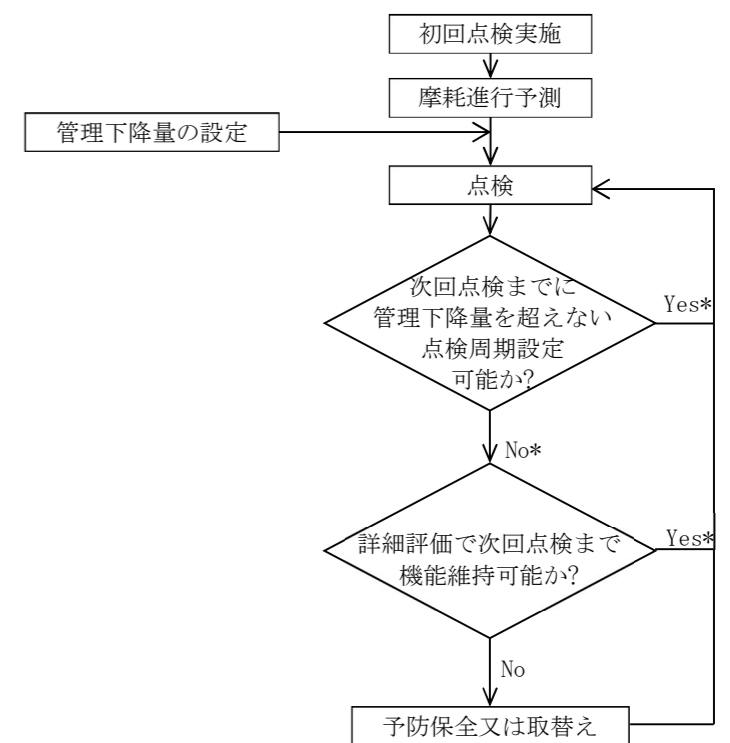 初回点検実施
摩耗進行予測
管理下降量の設定
点検
次回点検までに
管理下降量を超えない
点検周期設定
可能か?
Yes*
No*
詳細評価で次回点検まで
機能維持可能か?
Yes*
No
予防保全又は取替え